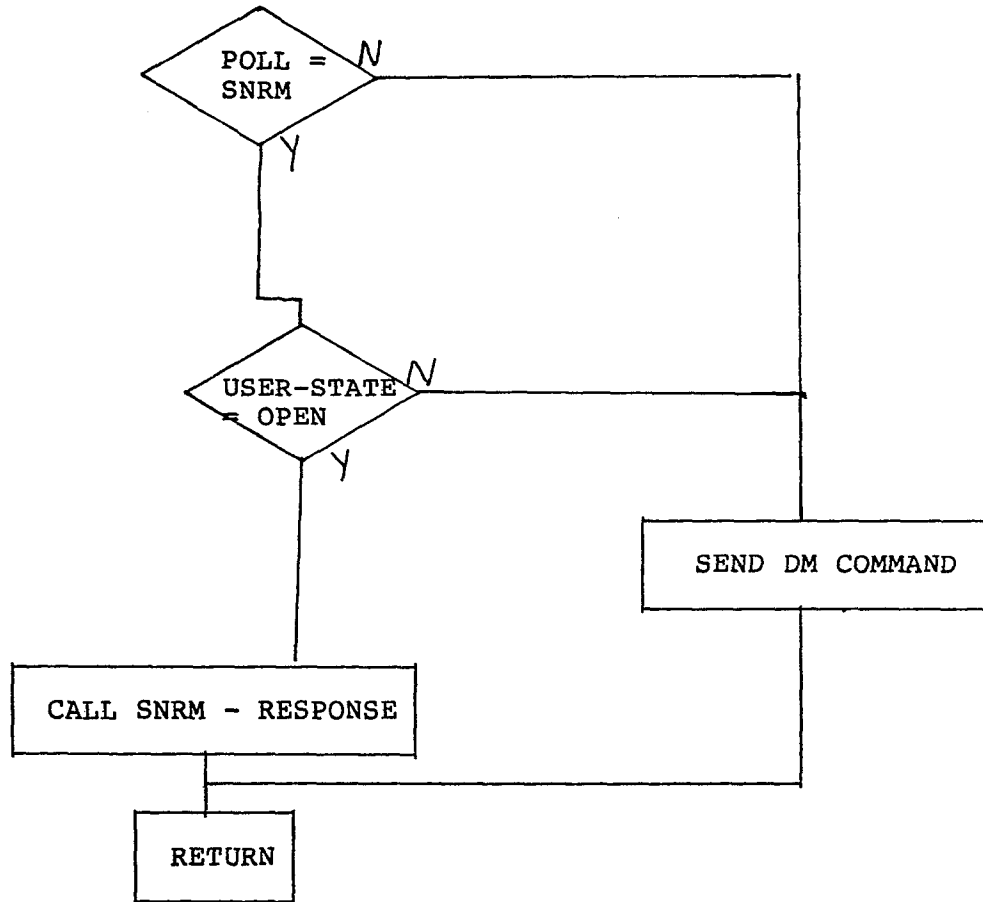 POLL =
SNRM
N
Y
USER-STATE
= OPEN
N
Y
SEND DM COMMAND
CALL SNRM - RESPONSE
RETURN